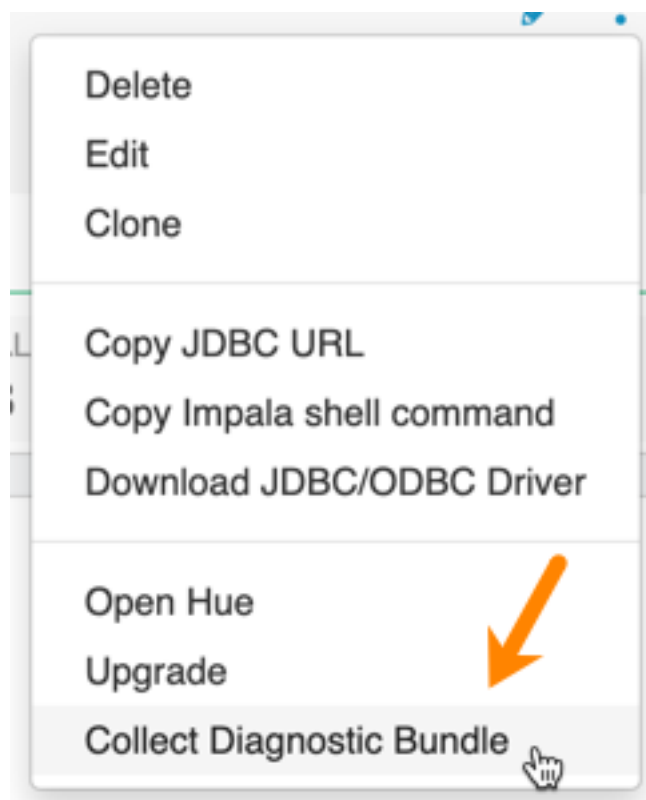 Delete
Edit
Clone
Copy JDBC URL
Copy Impala shell command
Download JDBC/ODBC Driver
Open Hue
Upgrade
Collect Diagnostic Bundle